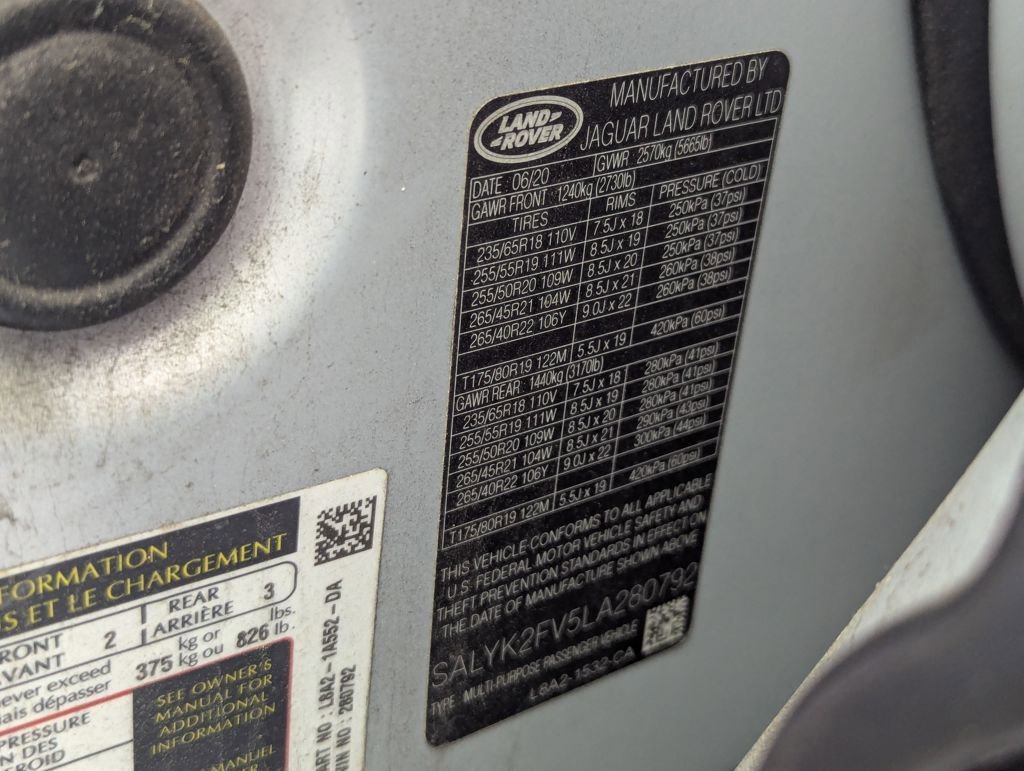 LAND-
-ROVER
MANUFACTURED BY
JAGUAR LAND ROVER LTD
DATE 06/20 GVWR 2570kg (5665lb)
GAWR FRONT 1240kg (2730lb)
TIRES RIMS PRESSURE (COLD)
235/65R18 110V 7.5J x 18 250kPa (37psi)
255/55R19 111W 8.5J x 19 250kPa (37psi)
255/50R20 109W 8.5J x 20 250kPa (37psi)
265/45R21 104W 8.5J x 21 260kPa (38psi)
265/40R22 106Y 9.0J x 22 260kPa (38psi)
T175/80R19 122M 5.5J x 19 420kPa (60psi)
GAWR REAR: 1440kg (3170lb)
235/65R18 110V 7.5J x 18 280kPa (41psi)
255/55R19 111W 8.5J x 19 280kPa (41psi)
255/50R20 109W 8.5J x 20 280kPa (41psi)
265/45R21 104W 8.5J x 21 290kPa (43psi)
265/40R22 106Y 9.0J x 22 300kPa (44psi)
T175/80R19 122M 5.5J x 19 420kPa (60psi)
THIS VEHICLE CONFORMS TO ALL APPLICABLE
U.S. FEDERAL MOTOR VEHICLE SAFETY AND
THEFT PREVENTION STANDARDS IN EFFECT ON
THE DATE OF MANUFACTURE SHOWN ABOVE
SALYK2FV5LA280792
TYPE MULTI-PURPOSE PASSENGER VEHICLE
L8A2-1532-CA
FORMATION
S ET LE CHARGEMENT
RONT 2 REAR 3
VANT ARRIÈRE
ever exceed 375 kg or 826 lbs.
ais dépasser kg ou lb.
PRESSURE
N DES
ROID
SEE OWNER'S
MANUAL FOR
ADDITIONAL
INFORMATION
MANUEL
ART NO : L8A2-1A552-DA
VIN NO : 280792